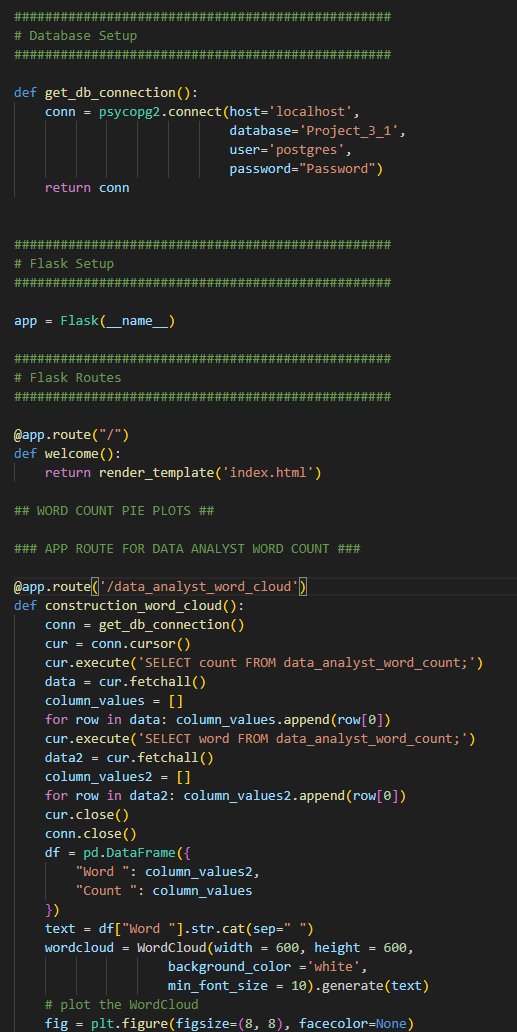 #################################################
# Database Setup
#################################################
def get_db_connection():
    conn = psycopg2.connect(host='localhost',
                            database='Project_3_1',
                            user='postgres',
                            password="Password")
    return conn
#################################################
# Flask Setup
#################################################
app = Flask(__name__)
#################################################
# Flask Routes
#################################################
@app.route("/")
def welcome():
    return render_template('index.html')
## WORD COUNT PIE PLOTS ##
### APP ROUTE FOR DATA ANALYST WORD COUNT ###
@app.route('/data_analyst_word_cloud')
def construction_word_cloud():
    conn = get_db_connection()
    cur = conn.cursor()
    cur.execute('SELECT count FROM data_analyst_word_count;')
    data = cur.fetchall()
    column_values = []
    for row in data: column_values.append(row[0])
    cur.execute('SELECT word FROM data_analyst_word_count;')
    data2 = cur.fetchall()
    column_values2 = []
    for row in data2: column_values2.append(row[0])
    cur.close()
    conn.close()
    df = pd.DataFrame({
        "Word ": column_values2,
        "Count ": column_values
    })
    text = df["Word "].str.cat(sep=" ")
    wordcloud = WordCloud(width = 600, height = 600,
                    background_color ='white',
                    min_font_size = 10).generate(text)
    # plot the WordCloud
    fig = plt.figure(figsize=(8, 8), facecolor=None)